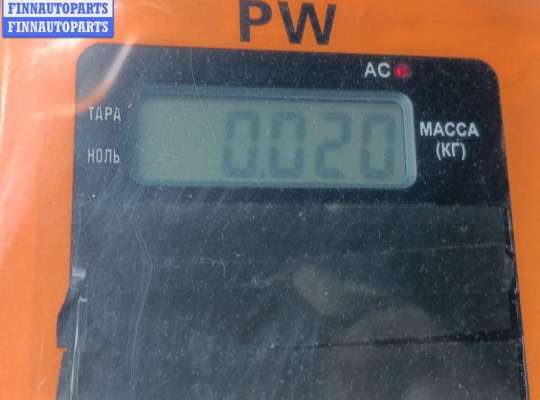 FINNAUTOPARTS
FINNAUTOPARTS
PW
AC
ТАРА
0.020
МАССА
НОЛЬ
(КГ)